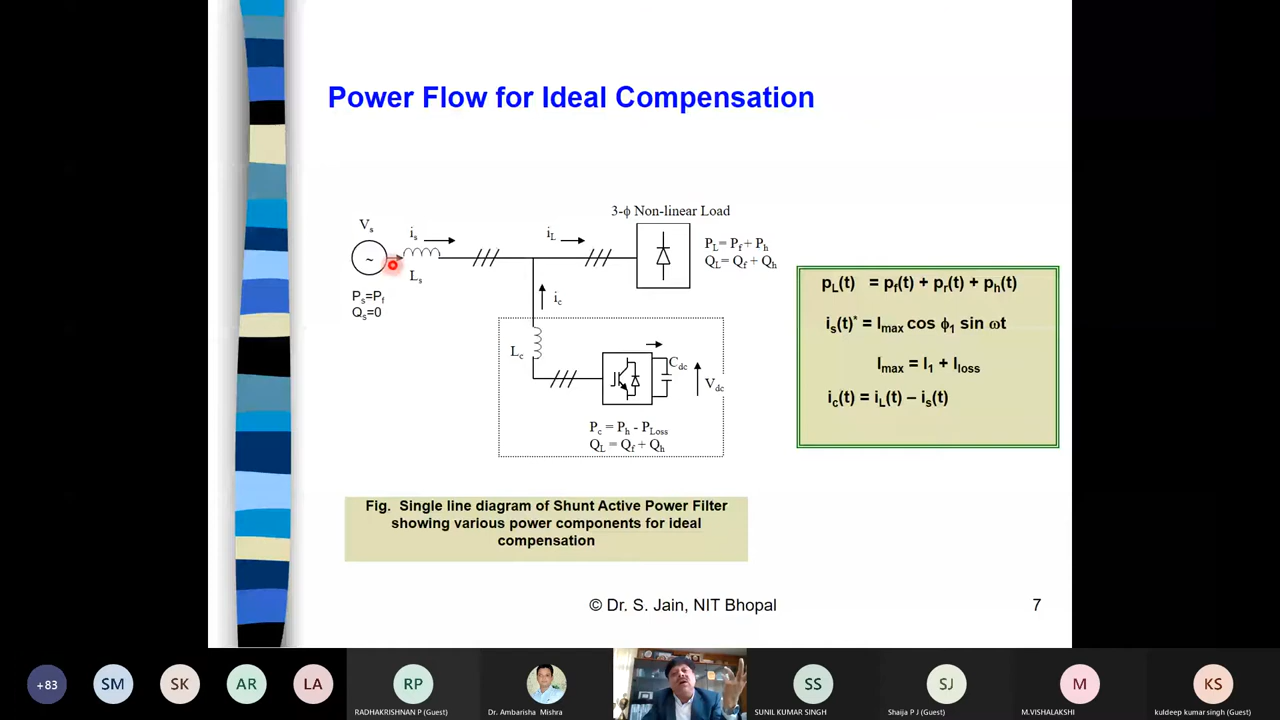 Power Flow for Ideal Compensation
3-ϕ Non-linear Load
Vs
is
iL
PL= Pf + Ph
QL= Qf + Qh
~
Ls
Ps=Pf
Qs=0
ic
Lc
Cdc
Vdc
Pc = Ph - PLoss
QL = Qf + Qh
pL(t) = pf(t) + pr(t) + ph(t)
is(t)* = Imax cos ϕ1 sin ωt
Imax = I1 + Iloss
ic(t) = iL(t) – is(t)
Fig. Single line diagram of Shunt Active Power Filter
showing various power components for ideal
compensation
© Dr. S. Jain, NIT Bhopal
7
+83
SM
SK
AR
LA
RP
RADHAKRISHNAN P (Guest)
Dr. Ambarisha Mishra
SS
SUNIL KUMAR SINGH
SJ
Shaija P J (Guest)
M
M.VISHALAKSHI
KS
kuldeep kumar singh (Guest)